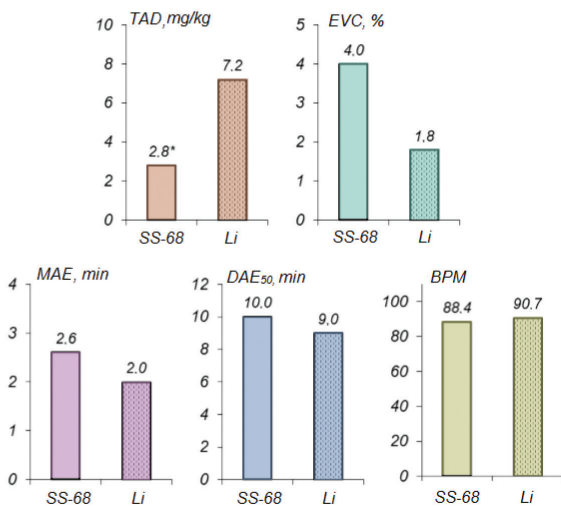 TAD,mg/kg
10
8
6
4
2
0
2.8*
7.2
SS-68
Li
EVC, %
5
4
3
2
1
0
4.0
1.8
SS-68
Li
MAE, min
4
3
2
1
0
2.6
2.0
SS-68
Li
DAE50, min
12
10
8
6
4
2
0
10.0
9.0
SS-68
Li
BPM
100
80
60
40
20
0
88.4
90.7
SS-68
Li